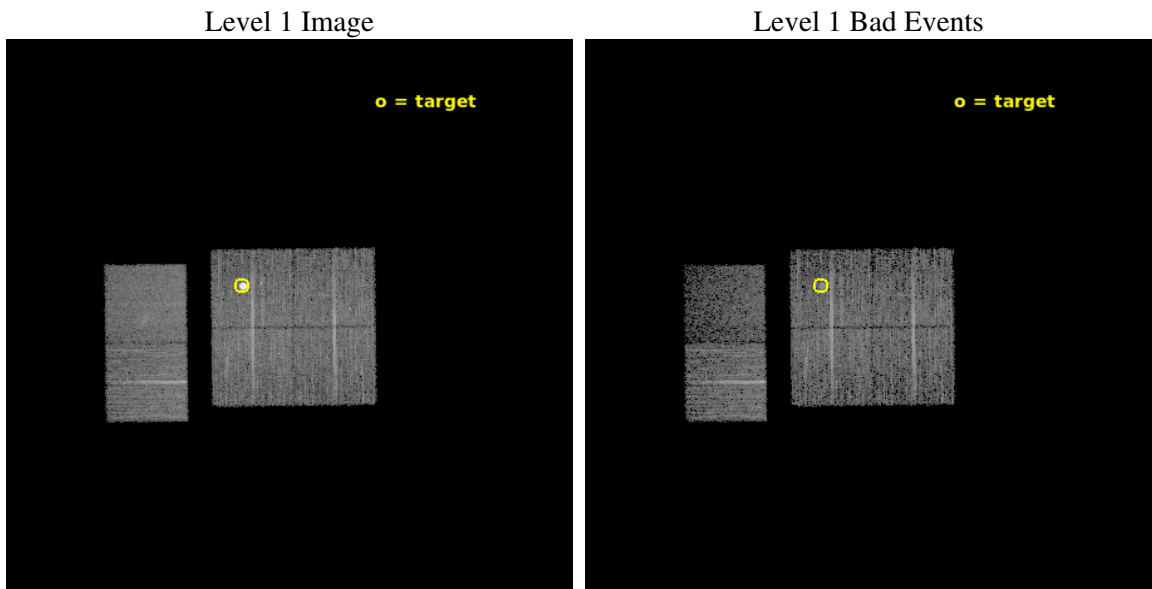 Level 1 Image
Level 1 Bad Events
o = target
o = target